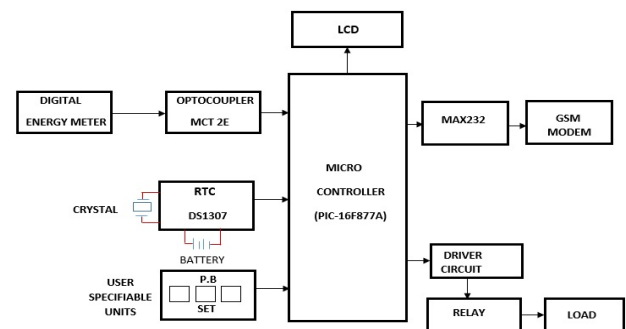 LCD
DIGITAL
ENERGY METER
OPTOCOUPLER
MCT 2E
MAX232
GSM
MODEM
MICRO
CONTROLLER
(PIC-16F877A)
RTC
DS1307
CRYSTAL
BATTERY
USER
SPECIFIABLE
UNITS
P.B
SET
DRIVER
CIRCUIT
RELAY
LOAD